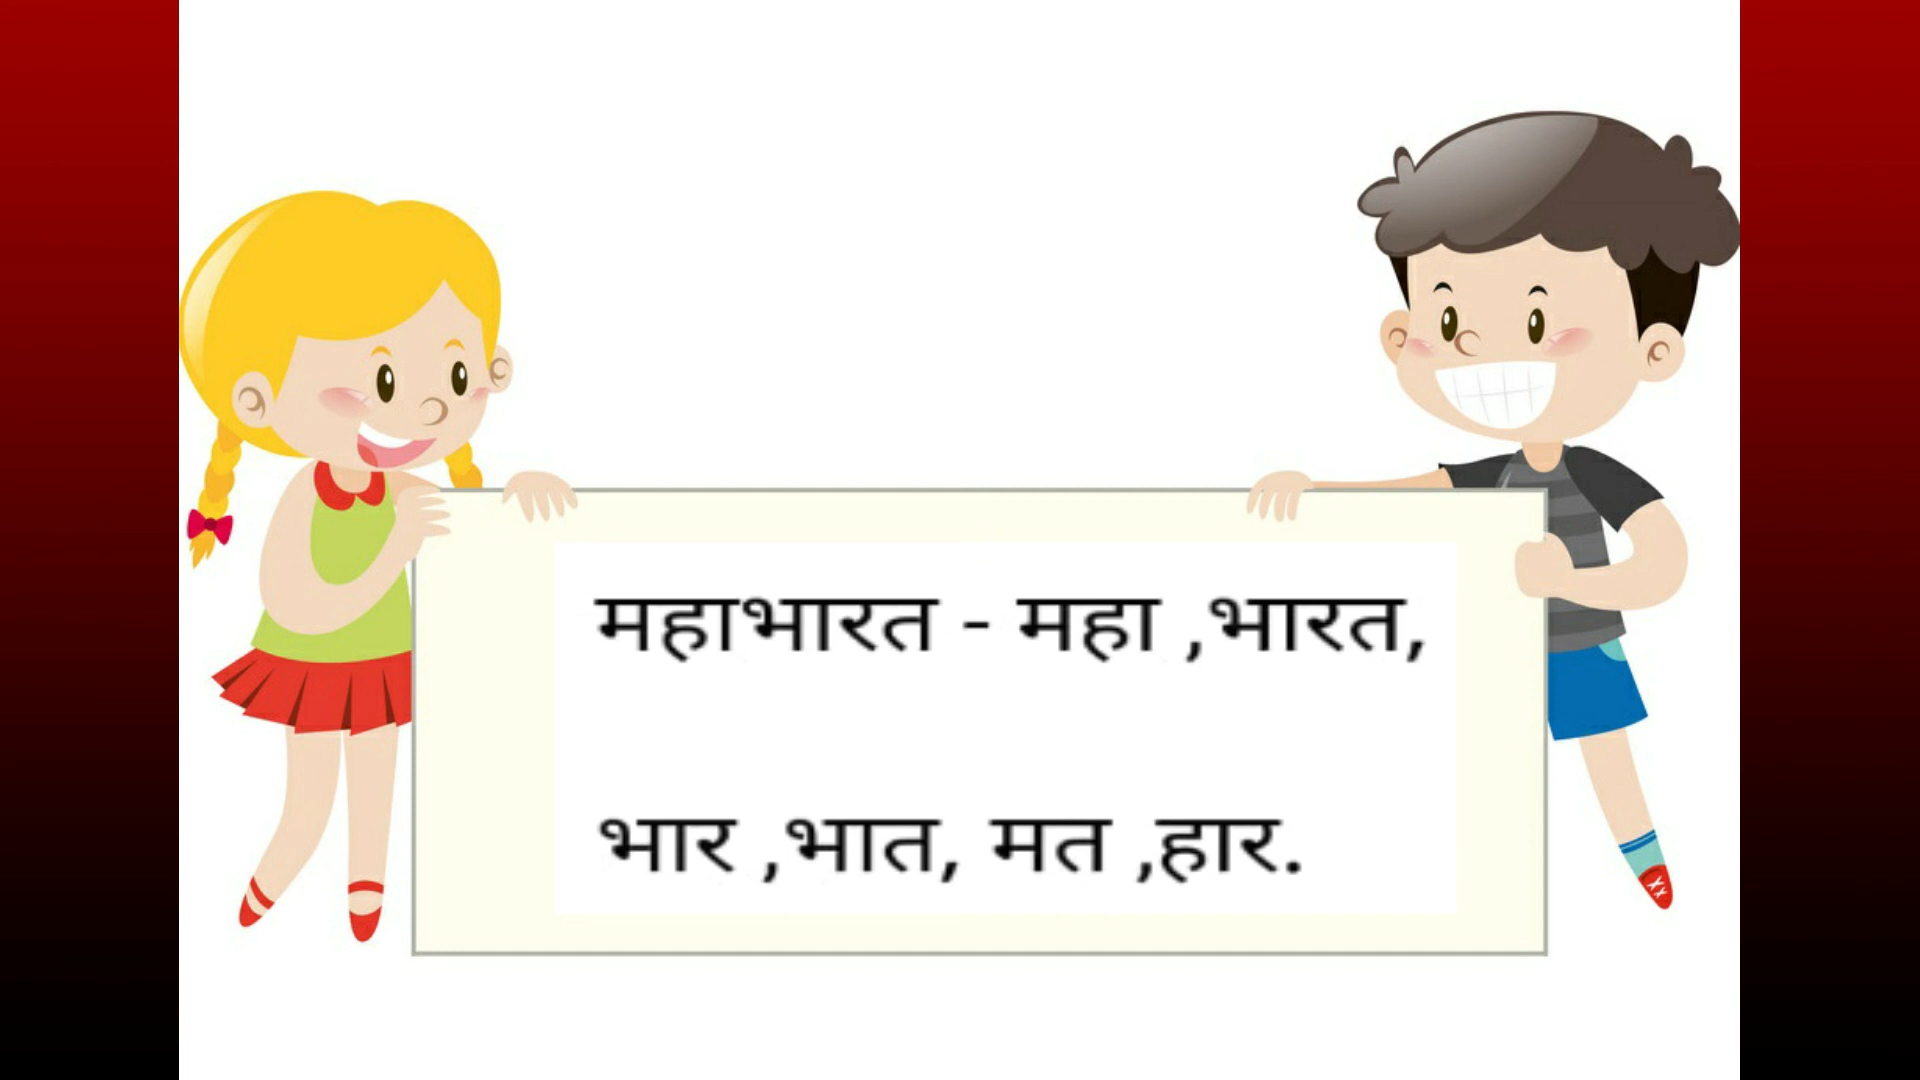 महाभारत - महा ,भारत,
भार ,भात, मत ,हार.